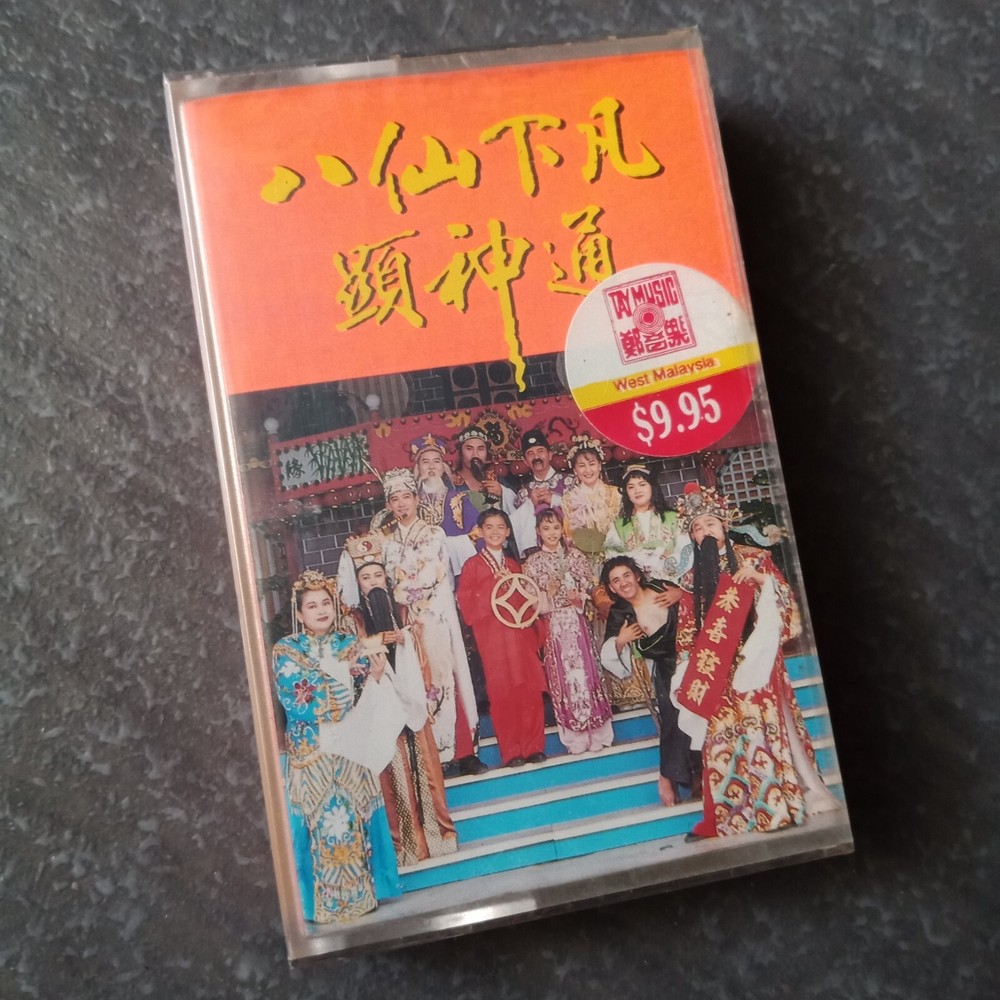 八仙下凡
顯神通
TAY MUSIC
鄭音樂
West Malaysia
$9.95
緣
恭喜發財